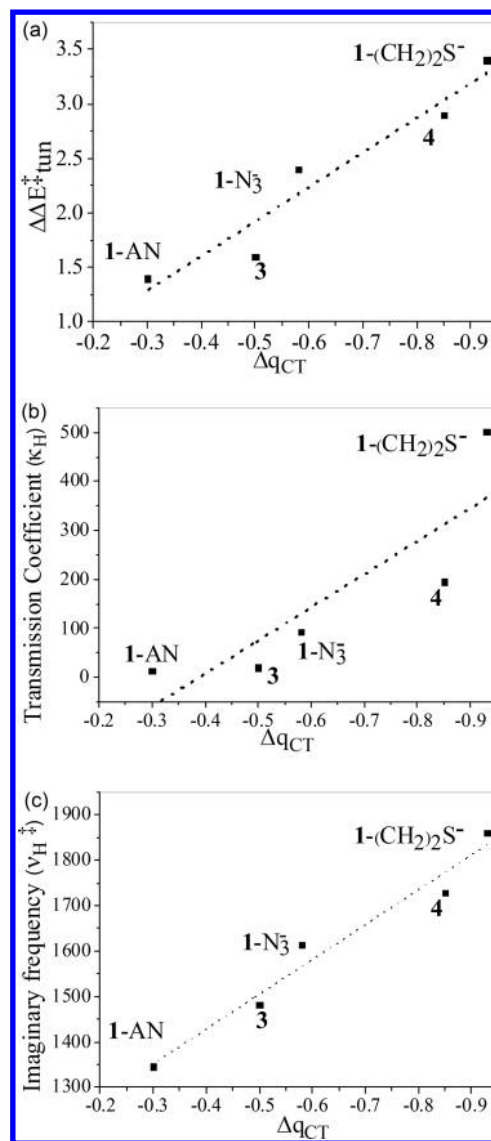 (a)
3.5
3.0
2.5
2.0
1.5
1.0
ΔΔE‡tun
1-(CH2)2S-
4
1-N3-
3
1-AN
-0.2 -0.3 -0.4 -0.5 -0.6 -0.7 -0.8 -0.9
ΔqCT
(b)
500
400
300
200
100
0
Transmission Coefficient (κH)
1-(CH2)2S-
4
1-N3-
3
1-AN
-0.2 -0.3 -0.4 -0.5 -0.6 -0.7 -0.8 -0.9
ΔqCT
(c)
1900
1800
1700
1600
1500
1400
1300
Imaginary frequency (νH‡)
1-(CH2)2S-
4
1-N3-
3
1-AN
-0.2 -0.3 -0.4 -0.5 -0.6 -0.7 -0.8 -0.9
ΔqCT